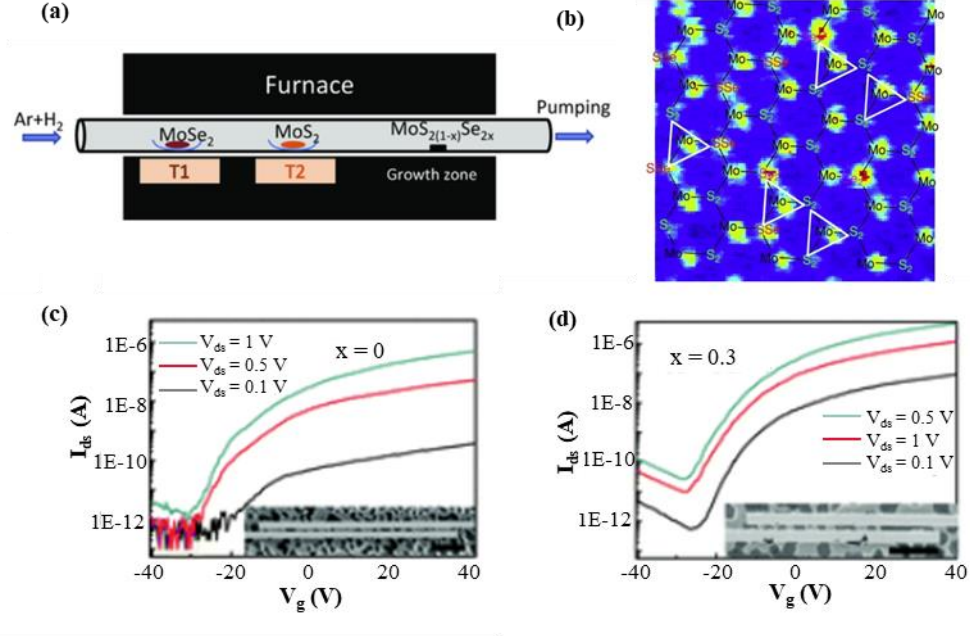 (a)
Furnace
Ar+H2
MoSe2
MoS2
MoS2(1-x)Se2x
Pumping
T1
T2
Growth zone
(b)
Mo
S2
SSe
(c)
Vds = 1 V
Vds = 0.5 V
Vds = 0.1 V
x = 0
1E-6
1E-8
1E-10
1E-12
Ids (A)
-40 -20 0 20 40
Vg (V)
(d)
x = 0.3
Vds = 0.5 V
Vds = 1 V
Vds = 0.1 V
1E-6
1E-8
1E-10
1E-12
Ids (A)
-40 -20 0 20 40
Vg (V)